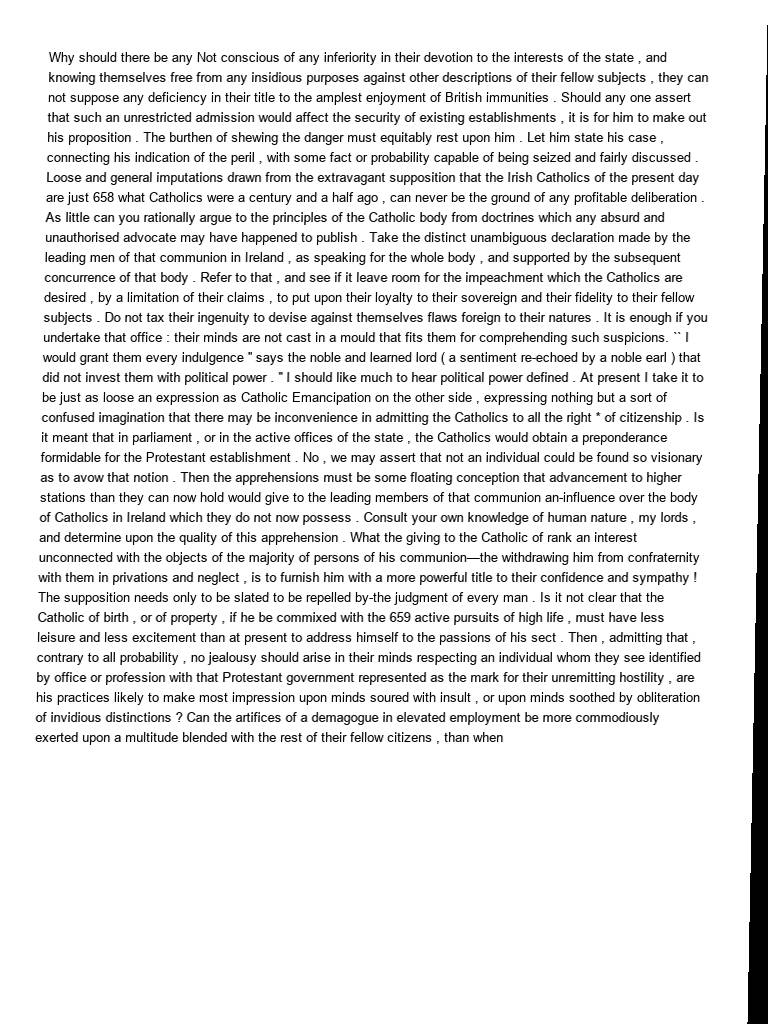 Why should there be any Not conscious of any inferiority in their devotion to the interests of the state , and
knowing themselves free from any insidious purposes against other descriptions of their fellow subjects , they can
not suppose any deficiency in their title to the amplest enjoyment of British immunities . Should any one assert
that such an unrestricted admission would affect the security of existing establishments , it is for him to make out
his proposition . The burthen of shewing the danger must equitably rest upon him . Let him state his case ,
connecting his indication of the peril , with some fact or probability capable of being seized and fairly discussed .
Loose and general imputations drawn from the extravagant supposition that the Irish Catholics of the present day
are just 658 what Catholics were a century and a half ago , can never be the ground of any profitable deliberation .
As little can you rationally argue to the principles of the Catholic body from doctrines which any absurd and
unauthorised advocate may have happened to publish . Take the distinct unambiguous declaration made by the
leading men of that communion in Ireland , as speaking for the whole body , and supported by the subsequent
concurrence of that body . Refer to that , and see if it leave room for the impeachment which the Catholics are
desired , by a limitation of their claims , to put upon their loyalty to their sovereign and their fidelity to their fellow
subjects . Do not tax their ingenuity to devise against themselves flaws foreign to their natures . It is enough if you
undertake that office : their minds are not cast in a mould that fits them for comprehending such suspicions. `` I
would grant them every indulgence " says the noble and learned lord ( a sentiment re-echoed by a noble earl ) that
did not invest them with political power . " I should like much to hear political power defined . At present I take it to
be just as loose an expression as Catholic Emancipation on the other side , expressing nothing but a sort of
confused imagination that there may be inconvenience in admitting the Catholics to all the right * of citizenship . Is
it meant that in parliament , or in the active offices of the state , the Catholics would obtain a preponderance
formidable for the Protestant establishment . No , we may assert that not an individual could be found so visionary
as to avow that notion . Then the apprehensions must be some floating conception that advancement to higher
stations than they can now hold would give to the leading members of that communion an-influence over the body
of Catholics in Ireland which they do not now possess . Consult your own knowledge of human nature , my lords ,
and determine upon the quality of this apprehension . What the giving to the Catholic of rank an interest
unconnected with the objects of the majority of persons of his communion—the withdrawing him from confraternity
with them in privations and neglect , is to furnish him with a more powerful title to their confidence and sympathy !
The supposition needs only to be slated to be repelled by-the judgment of every man . Is it not clear that the
Catholic of birth , or of property , if he be commixed with the 659 active pursuits of high life , must have less
leisure and less excitement than at present to address himself to the passions of his sect . Then , admitting that ,
contrary to all probability , no jealousy should arise in their minds respecting an individual whom they see identified
by office or profession with that Protestant government represented as the mark for their unremitting hostility , are
his practices likely to make most impression upon minds soured with insult , or upon minds soothed by obliteration
of invidious distinctions ? Can the artifices of a demagogue in elevated employment be more commodiously
exerted upon a multitude blended with the rest of their fellow citizens , than when